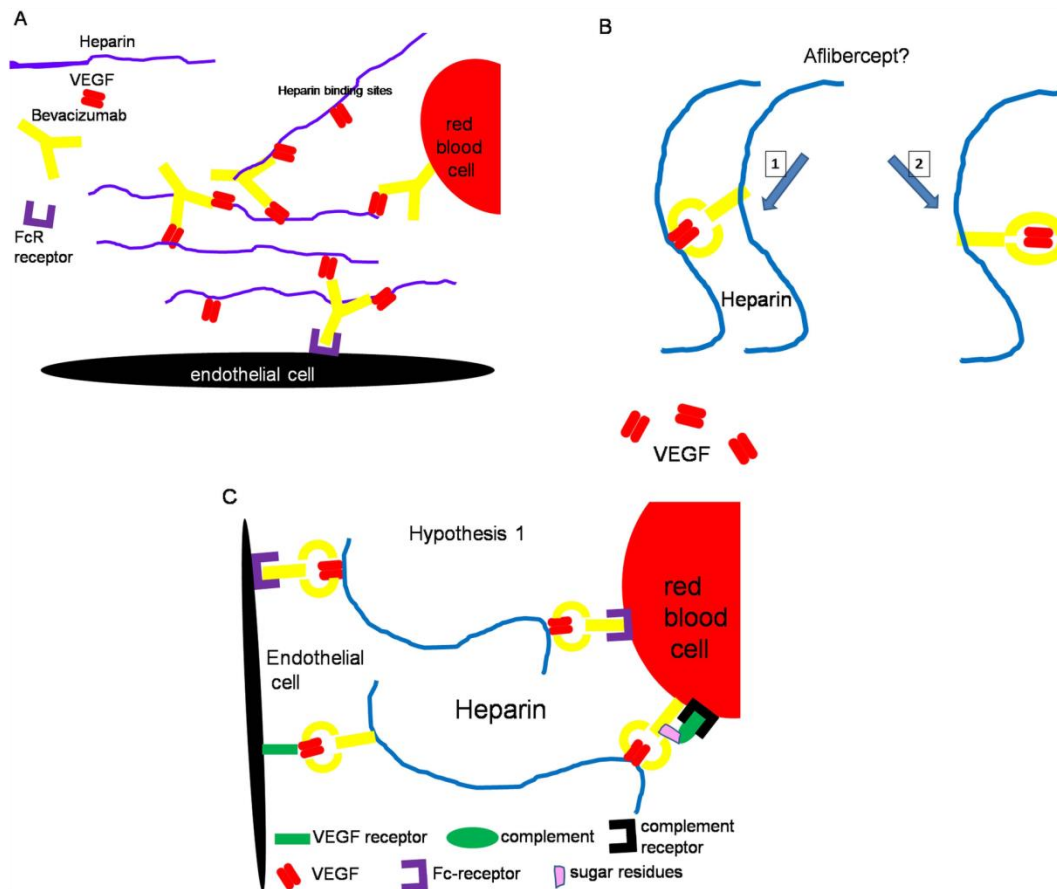 A
Heparin
VEGF
Bevacizumab
FcR
receptor
Heparin binding sites
red
blood
cell
endothelial cell
B
Aflibercept?
1
2
Heparin
VEGF
C
Hypothesis 1
Endothelial
cell
Heparin
red
blood
cell
VEGF receptor
complement
complement
receptor
VEGF
Fc-receptor
sugar residues